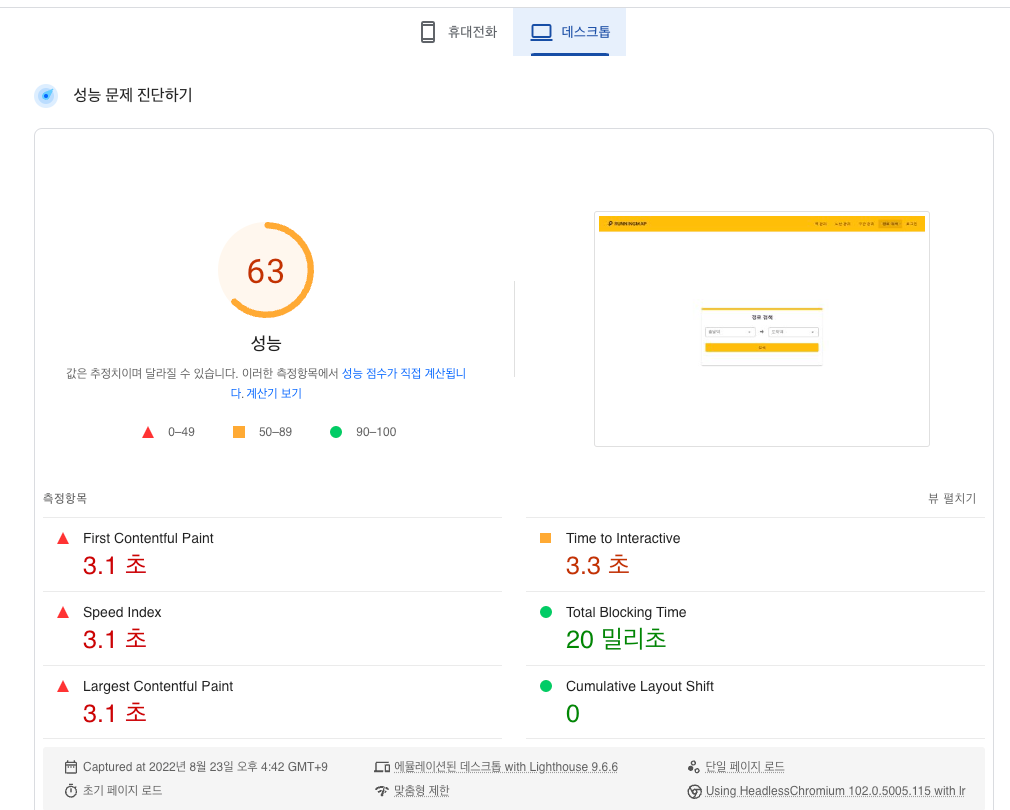 휴대전화
데스크톱
성능 문제 진단하기
63
성능
값은 추정치이며 달라질 수 있습니다. 이러한 측정항목에서 성능 점수가 직접 계산됩니
다. 계산기 보기
0–49
50–89
90–100
RUNNINGMAP
경로 검색
측정항목
뷰 펼치기
First Contentful Paint
3.1 초
Time to Interactive
3.3 초
Speed Index
3.1 초
Total Blocking Time
20 밀리초
Largest Contentful Paint
3.1 초
Cumulative Layout Shift
0
Captured at 2022년 8월 23일 오후 4:42 GMT+9
에뮬레이션된 데스크톱 with Lighthouse 9.6.6
단일 페이지 로드
초기 페이지 로드
맞춤형 제한
Using HeadlessChromium 102.0.5005.115 with lr